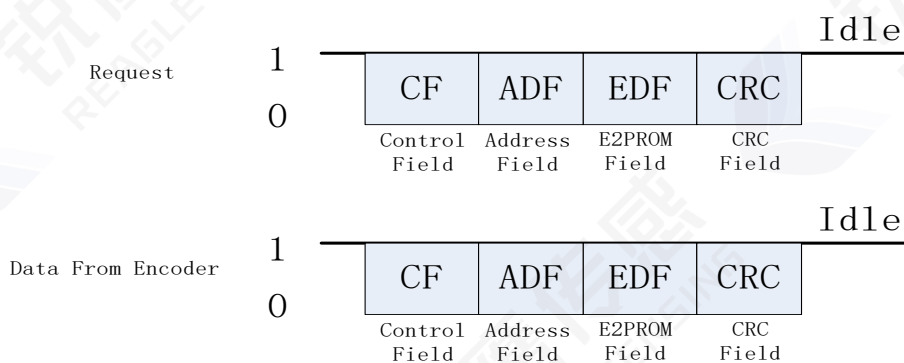 Idle
Request
1
0
CF ADF EDF CRC
Control Address E2PROM CRC
Field Field Field Field
Idle
Data From Encoder
1
0
CF ADF EDF CRC
Control Address E2PROM CRC
Field Field Field Field